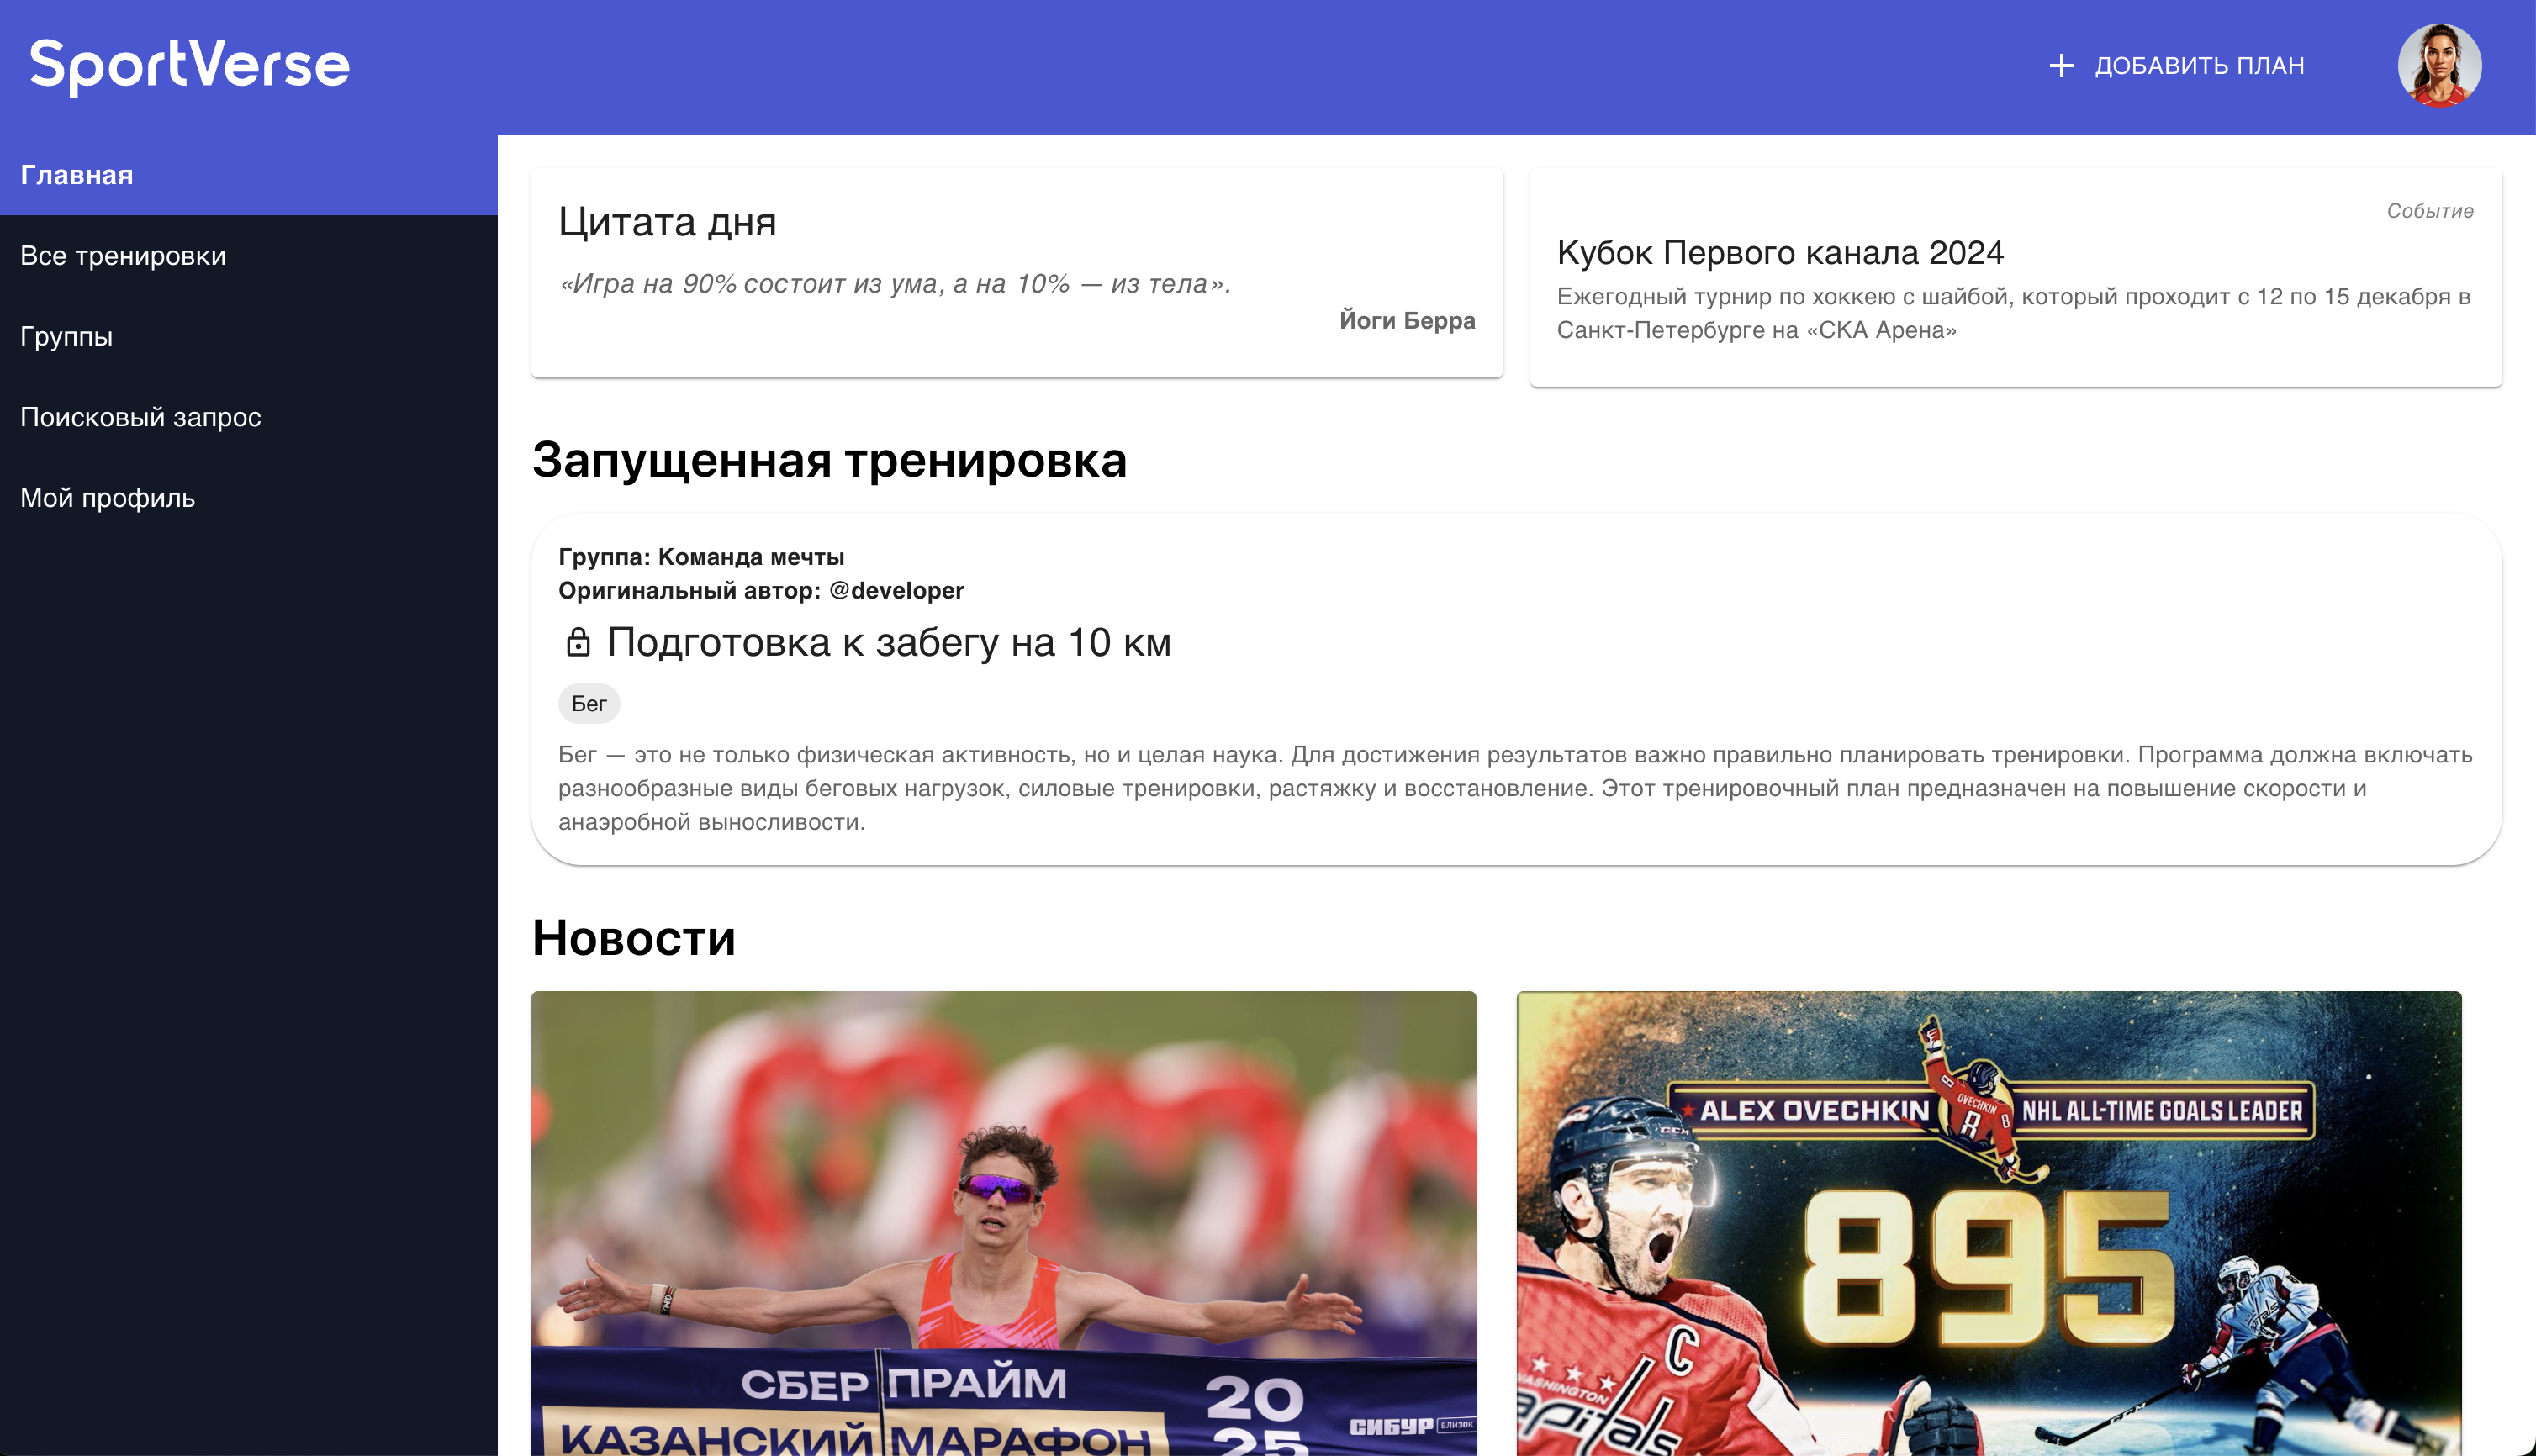 SportVerse
+ ДОБАВИТЬ ПЛАН
Главная
Все тренировки
Группы
Поисковый запрос
Мой профиль
Цитата дня
«Игра на 90% состоит из ума, а на 10% — из тела».
Йоги Берра
Событие
Кубок Первого канала 2024
Ежегодный турнир по хоккею с шайбой, который проходит с 12 по 15 декабря в
Санкт-Петербурге на «СКА Арена»
Запущенная тренировка
Группа: Команда мечты
Оригинальный автор: @developer
Подготовка к забегу на 10 км
Бег
Бег — это не только физическая активность, но и целая наука. Для достижения результатов важно правильно планировать тренировки. Программа должна включать
разнообразные виды беговых нагрузок, силовые тренировки, растяжку и восстановление. Этот тренировочный план предназначен на повышение скорости и
анаэробной выносливости.
Новости
СБЕР ПРАЙМ
КАЗАНСКИЙ МАРАФОН
20
25
СИБУР
БЛИЗОК
ALEX OVECHKIN
NHL ALL-TIME GOALS LEADER
OVECHKIN
8
8
8
CCM
895
C
WASHINGTON
capitals
CCM